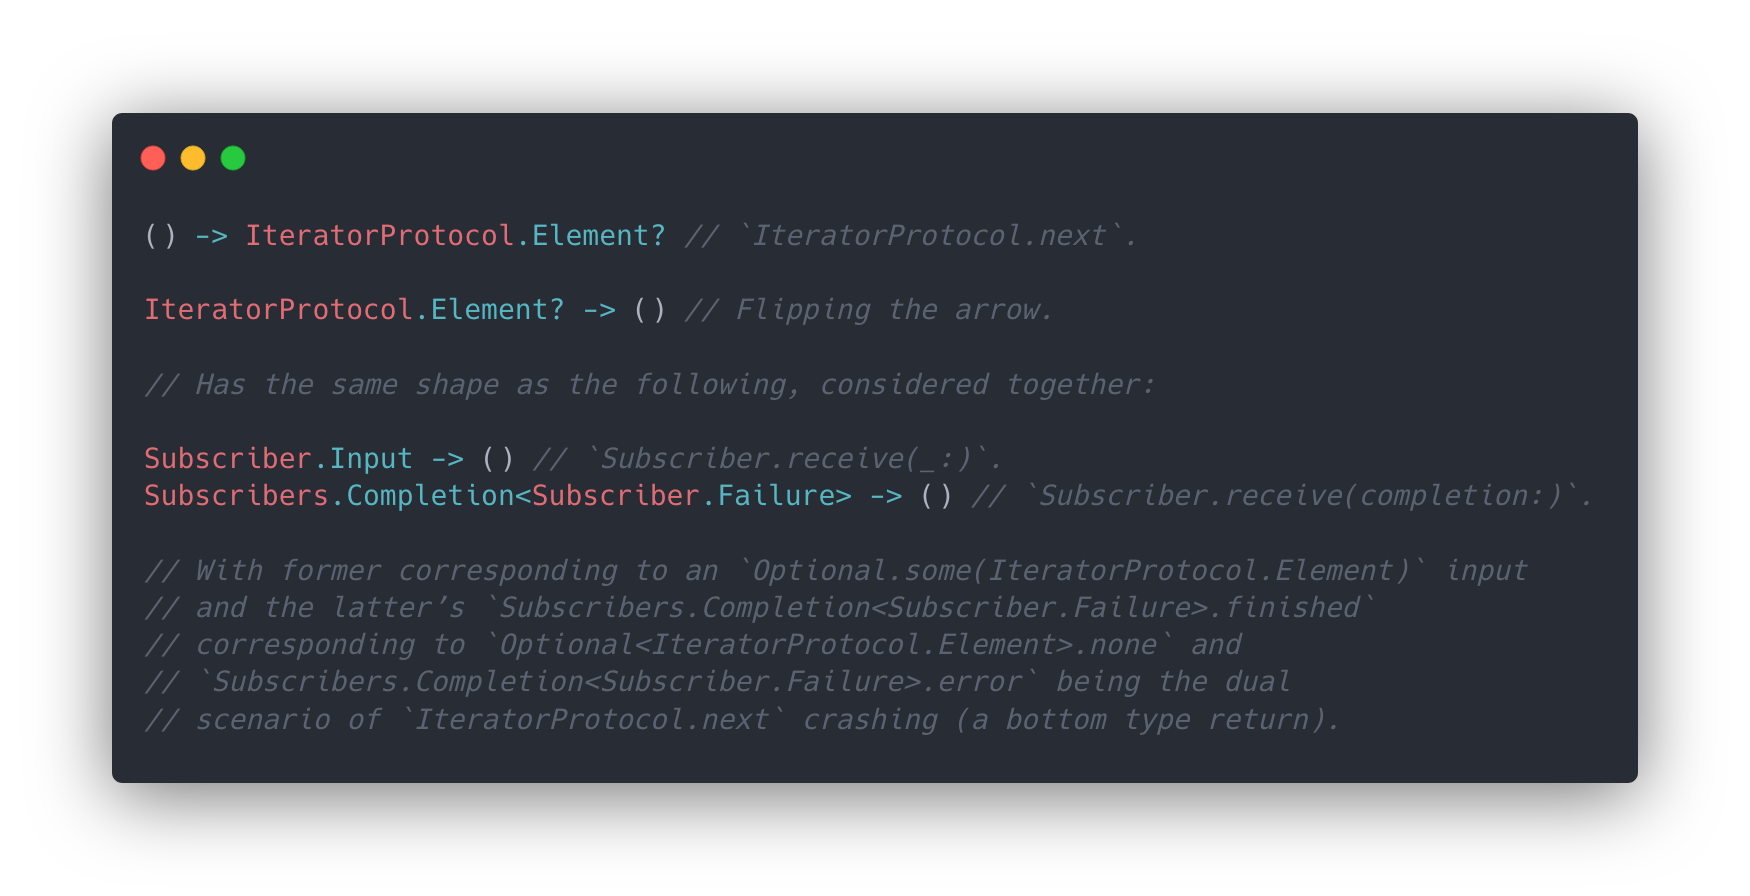 () -> IteratorProtocol.Element? // `IteratorProtocol.next`.
IteratorProtocol.Element? -> () // Flipping the arrow.
// Has the same shape as the following, considered together:
Subscriber.Input -> () // `Subscriber.receive(_:)`.
Subscribers.Completion<Subscriber.Failure> -> () // `Subscriber.receive(completion:)`.
// With former corresponding to an `Optional.some(IteratorProtocol.Element)` input
// and the latter’s `Subscribers.Completion<Subscriber.Failure>.finished`
// corresponding to `Optional<IteratorProtocol.Element>.none` and
// `Subscribers.Completion<Subscriber.Failure>.error` being the dual
// scenario of `IteratorProtocol.next` crashing (a bottom type return).